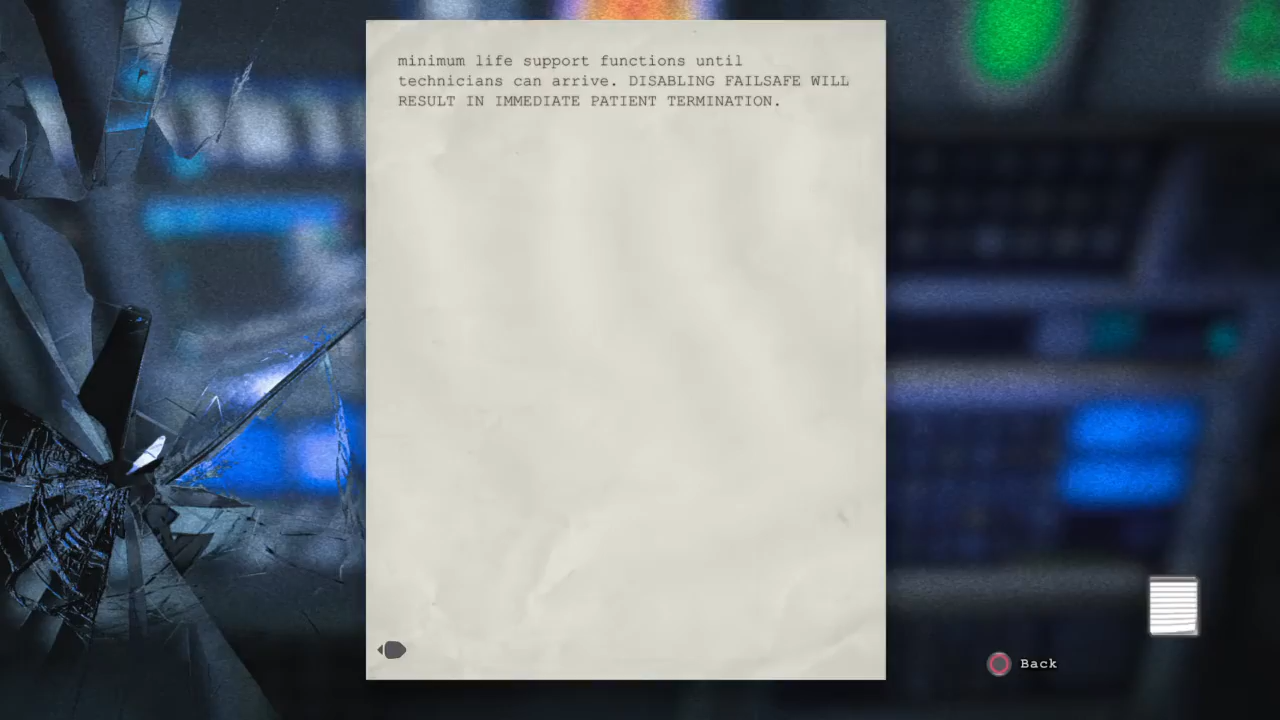 minimum life support functions until
technicians can arrive. DISABLING FAILSAFE WILL
RESULT IN IMMEDIATE PATIENT TERMINATION.
Back